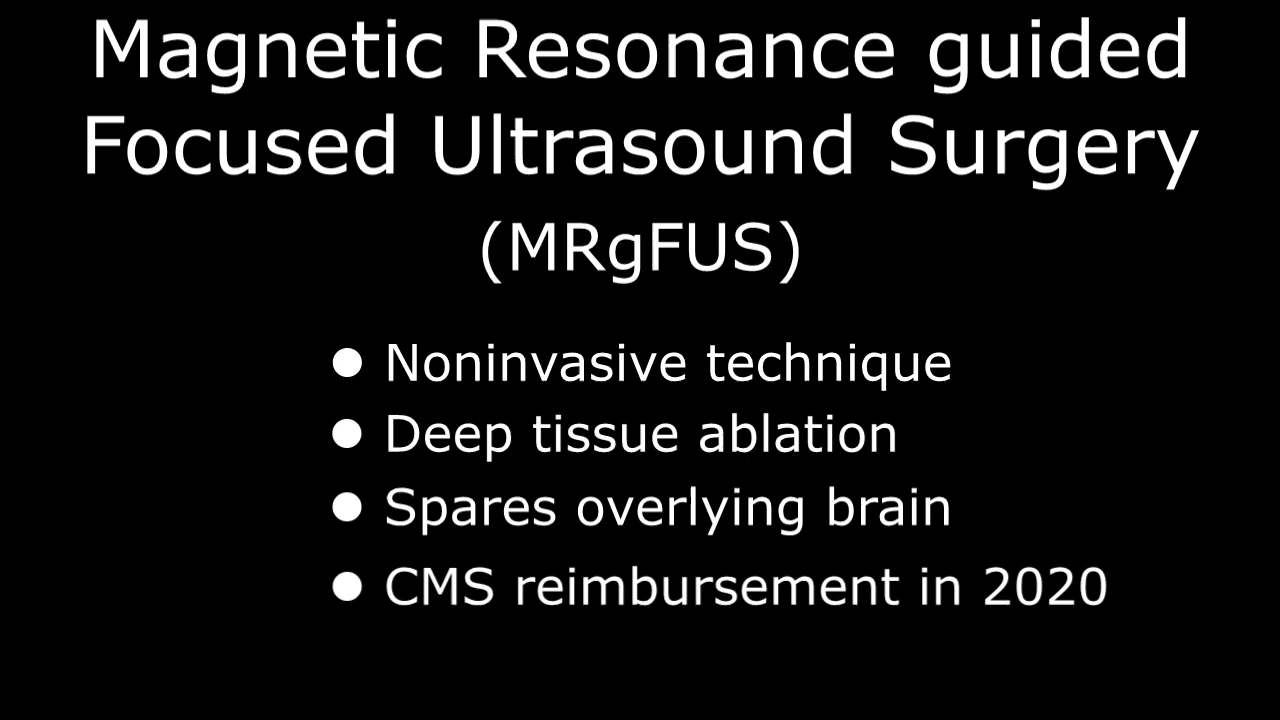 Magnetic Resonance guided
Focused Ultrasound Surgery
(MRgFUS)
● Noninvasive technique
● Deep tissue ablation
● Spares overlying brain
● CMS reimbursement in 2020